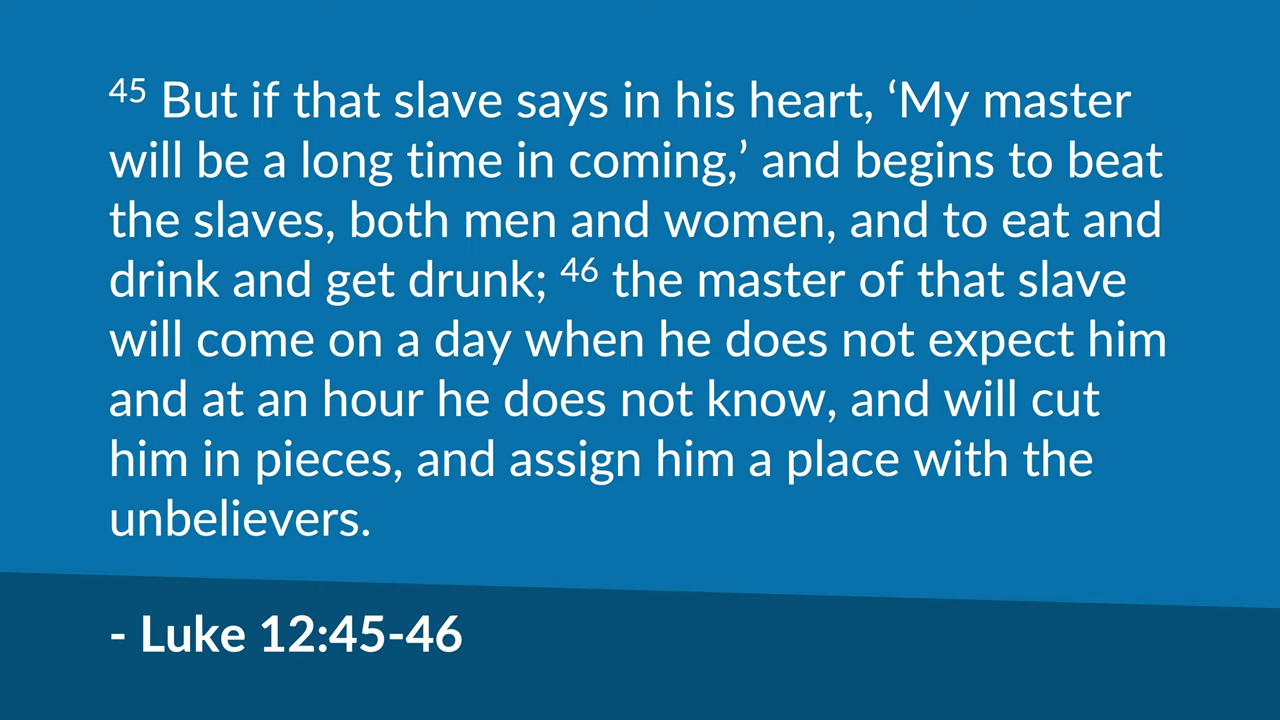 45 But if that slave says in his heart, ‘My master
will be a long time in coming,’ and begins to beat
the slaves, both men and women, and to eat and
drink and get drunk; 46 the master of that slave
will come on a day when he does not expect him
and at an hour he does not know, and will cut
him in pieces, and assign him a place with the
unbelievers.
- Luke 12:45-46